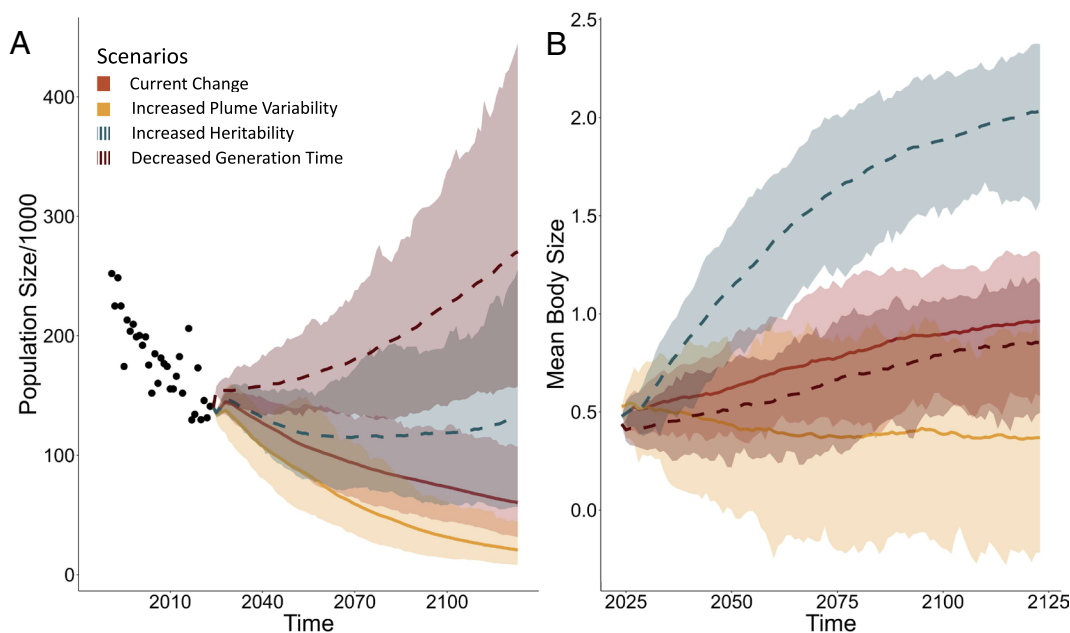 A
Scenarios
Current Change
Increased Plume Variability
Increased Heritability
Decreased Generation Time
Population Size/1000
400
300
200
100
0
2010 2040 2070 2100
Time
B
Mean Body Size
2.5
2.0
1.5
1.0
0.5
0.0
2025 2050 2075 2100 2125
Time